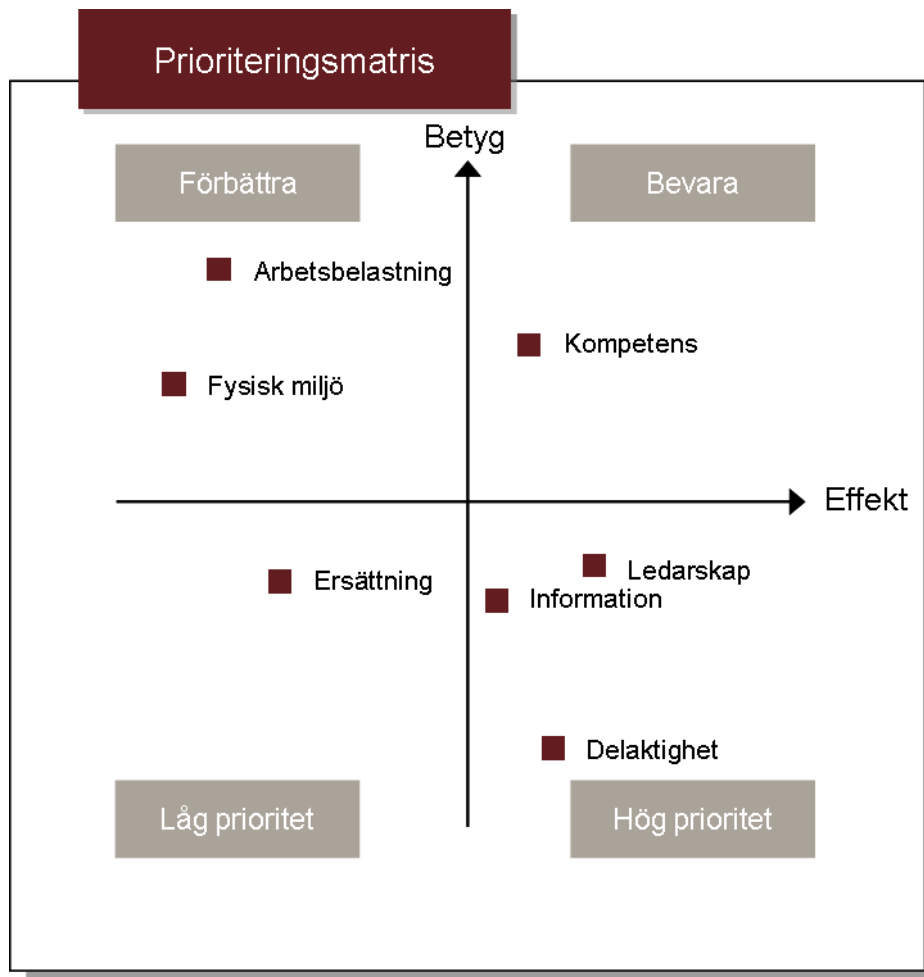 Prioriteringsmatris
Betyg
Förbättra
Bevara
Arbetsbelastning
Kompetens
Fysisk miljö
Effekt
Ersättning
Ledarskap
Information
Delaktighet
Låg prioritet
Hög prioritet